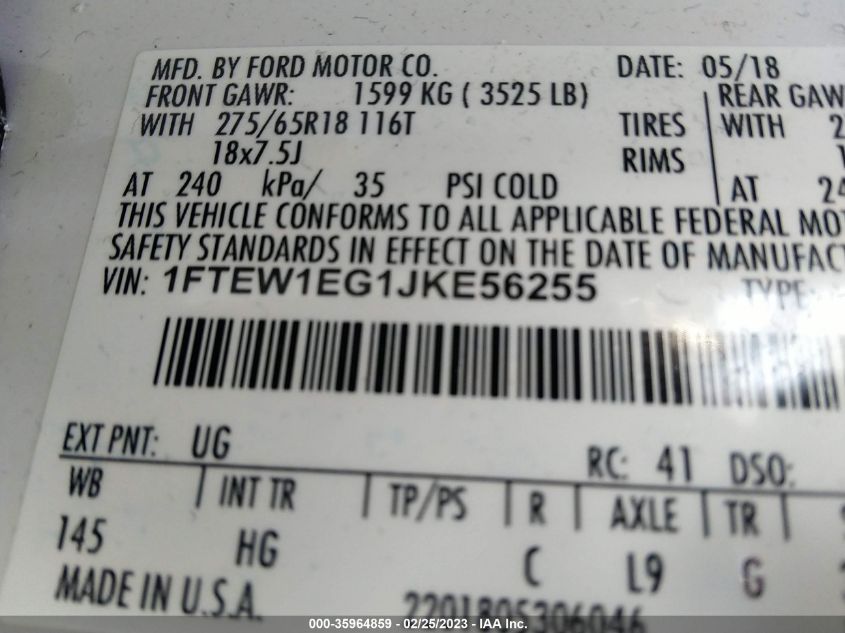 MFD. BY FORD MOTOR CO. DATE: 05/18
FRONT GAWR: 1599 KG ( 3525 LB) REAR
WITH 275/65R18 116T TIRES WITH
18x7.5J RIMS
AT 240 kPa/ 35 PSI COLD AT
THIS VEHICLE CONFORMS TO ALL APPLICABLE FEDERAL
SAFETY STANDARDS IN EFFECT ON THE DATE OF
VIN: 1FTEW1EG1JKE56255 TYPE:
EXT PNT: UG RC: 41 DSO:
WB INT TR TP/PS R AXLE TR
145 HG C L9 G
MADE IN U.S.A. 2201805306046
000-35964859 - 02/25/2023 - IAA Inc.